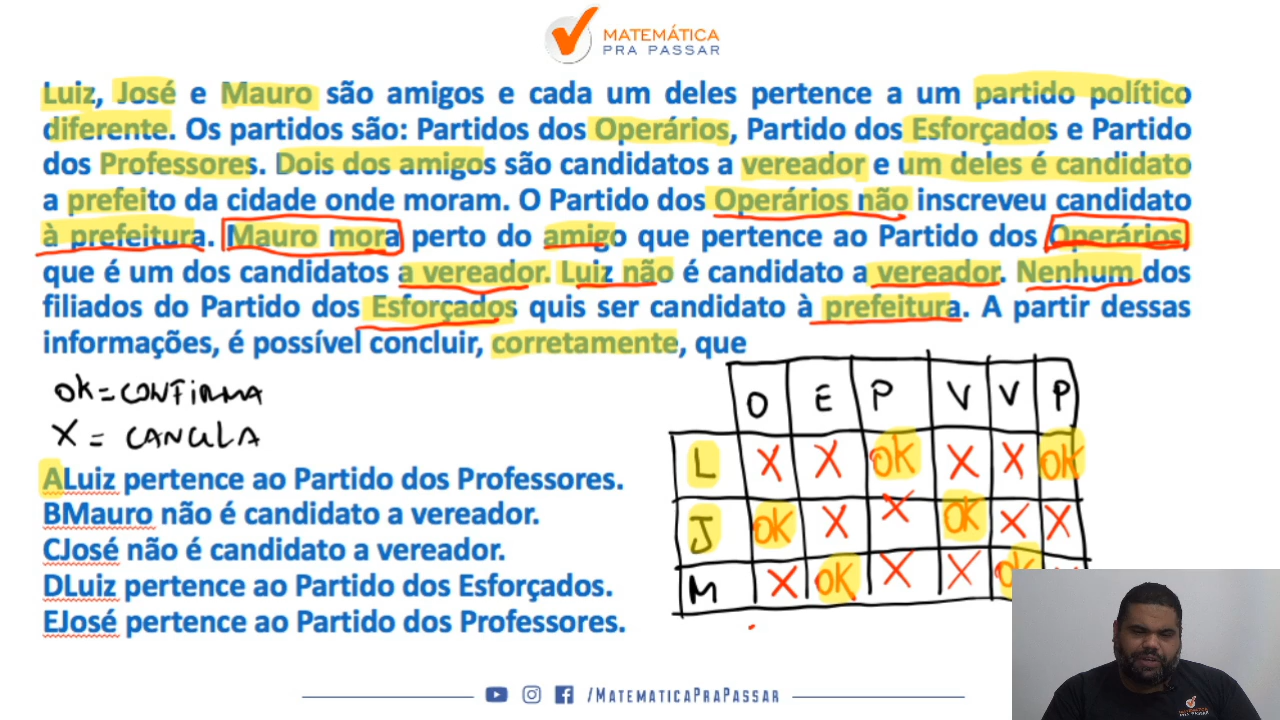 MATEMÁTICA
PRA PASSAR
Luiz, José e Mauro são amigos e cada um deles pertence a um partido político
diferente. Os partidos são: Partidos dos Operários, Partido dos Esforçados e Partido
dos Professores. Dois dos amigos são candidatos a vereador e um deles é candidato
a prefeito da cidade onde moram. O Partido dos Operários não inscreveu candidato
à prefeitura. Mauro mora perto do amigo que pertence ao Partido dos Operários,
que é um dos candidatos a vereador. Luiz não é candidato a vereador. Nenhum dos
filiados do Partido dos Esforçados quis ser candidato à prefeitura. A partir dessas
informações, é possível concluir, corretamente, que
OK = CONFIRMA
X = CANCELA
O E P V V P
L X X OK X X OK
J OK X X OK X X
M X OK X X OK
ALuiz pertence ao Partido dos Professores.
BMauro não é candidato a vereador.
CJosé não é candidato a vereador.
DLuiz pertence ao Partido dos Esforçados.
EJosé pertence ao Partido dos Professores.
/MATEMATICAPRAPASSAR